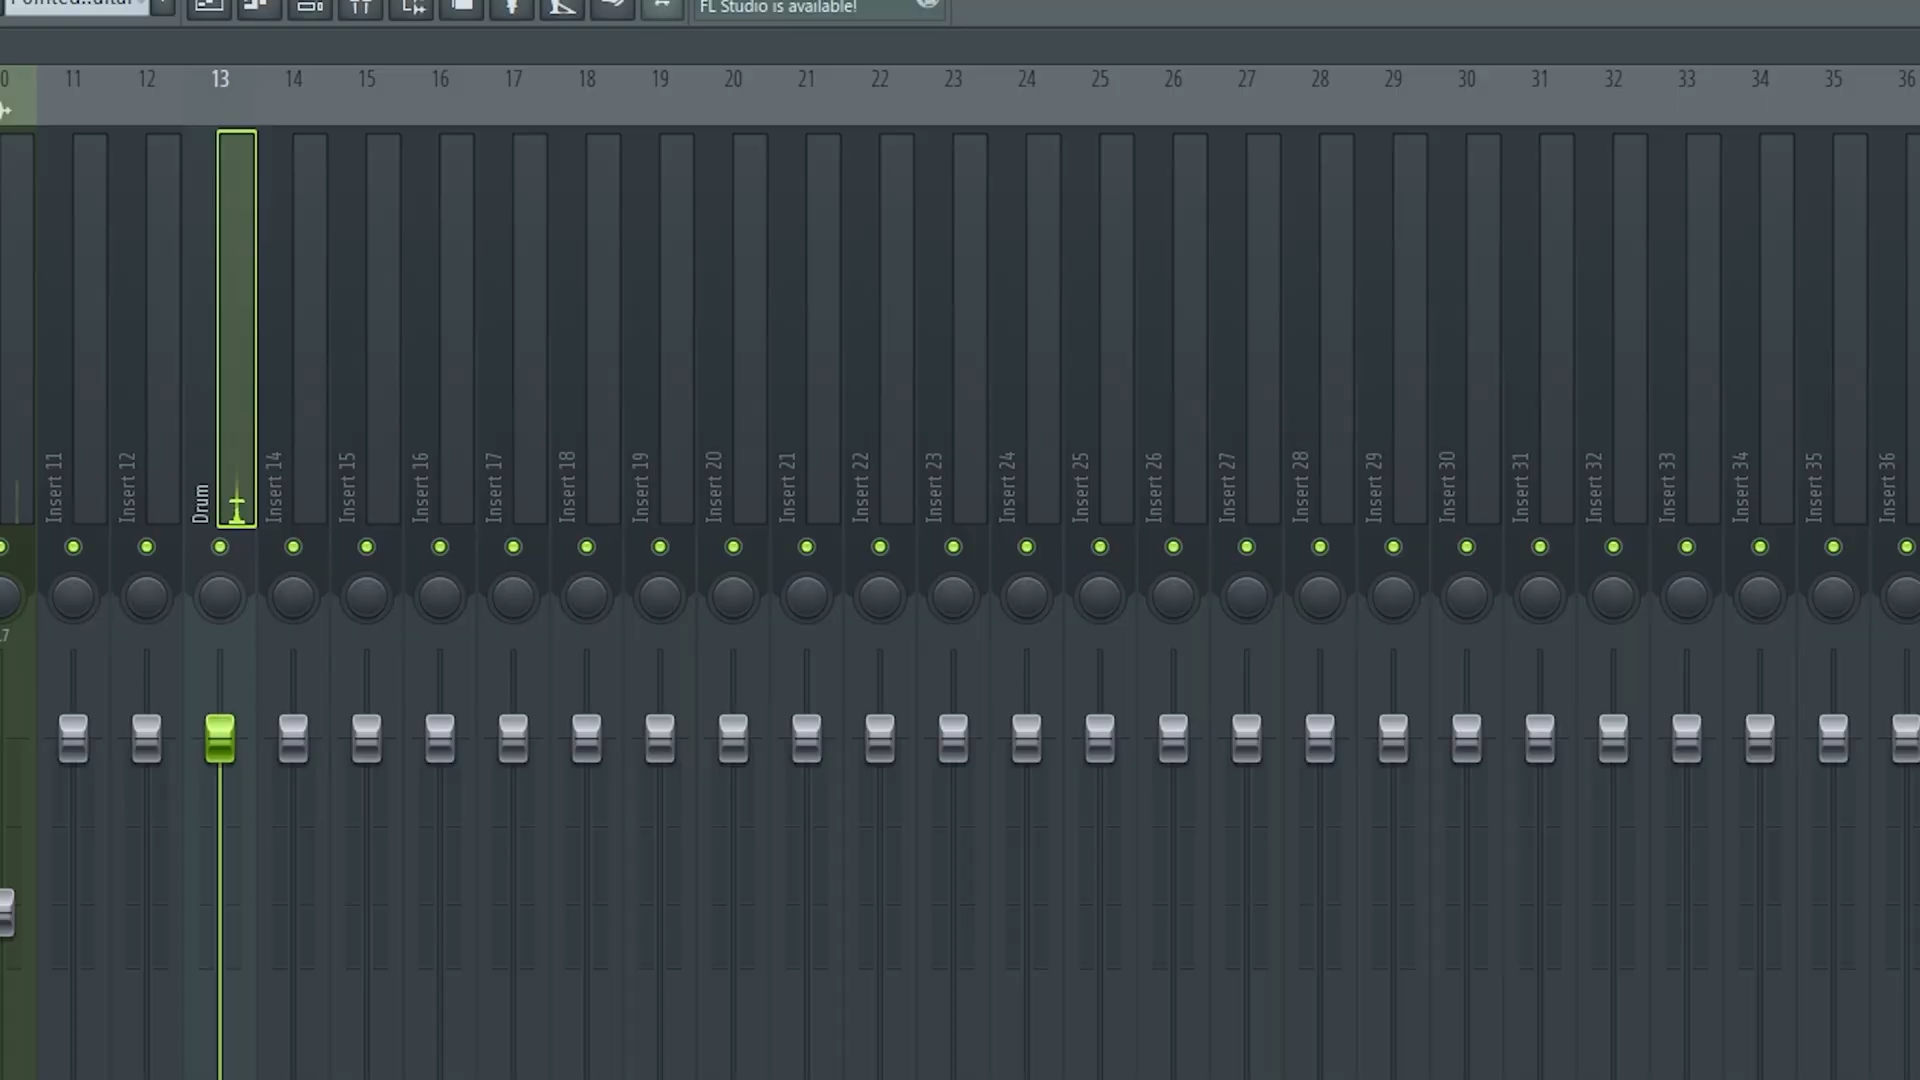 FL Studio is available!
0 11 12 13 14 15 16 17 18 19 20 21 22 23 24 25 26 27 28 29 30 31 32 33 34 35 36
Insert 11
Insert 12
Drum
Insert 14
Insert 15
Insert 16
Insert 17
Insert 18
Insert 19
Insert 20
Insert 21
Insert 22
Insert 23
Insert 24
Insert 25
Insert 26
Insert 27
Insert 28
Insert 29
Insert 30
Insert 31
Insert 32
Insert 33
Insert 34
Insert 35
Insert 36
.7